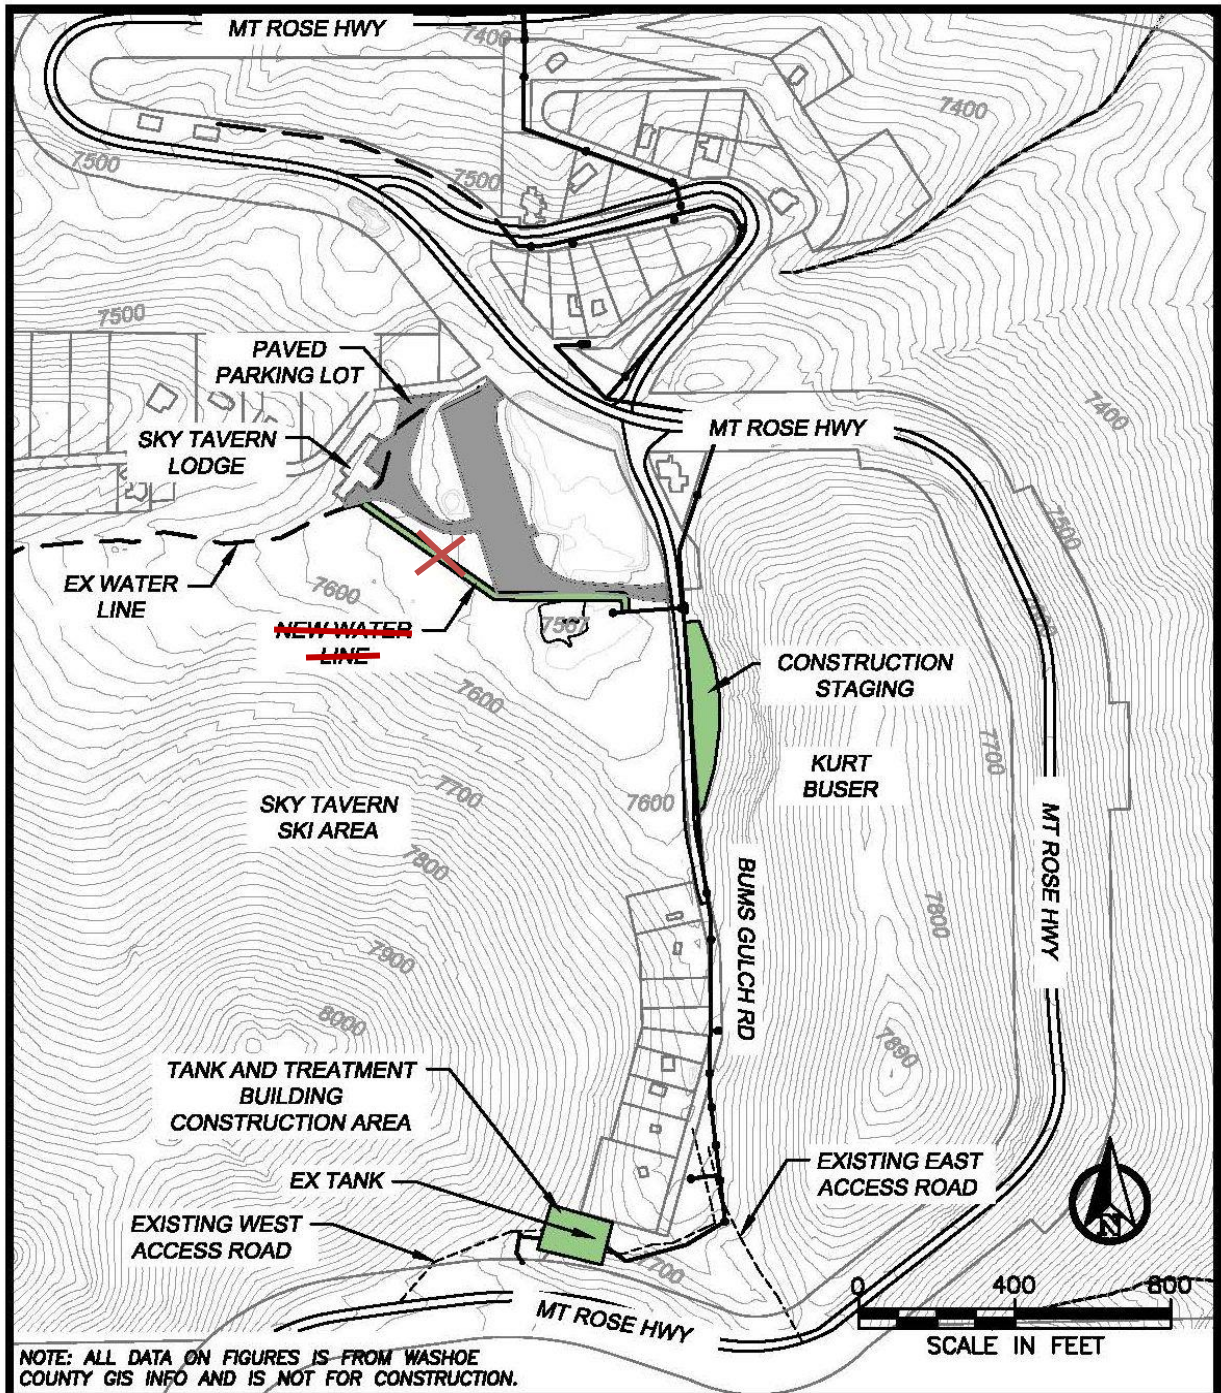 MT ROSE HWY
7400
7400
7500
7500
7500
PAVED
PARKING LOT
7400
SKY TAVERN
LODGE
MT ROSE HWY
7500
EX WATER
LINE
7600
NEW WATER
LINE
7567
CONSTRUCTION
STAGING
7600
7700
KURT
BUSER
7700
7600
SKY TAVERN
SKI AREA
7800
MT ROSE HWY
BUMS GULCH RD
7800
7900
8000
7890
TANK AND TREATMENT
BUILDING
CONSTRUCTION AREA
EX TANK
EXISTING EAST
ACCESS ROAD
EXISTING WEST
ACCESS ROAD
N
7700
0 400 800
MT ROSE HWY
SCALE IN FEET
NOTE: ALL DATA ON FIGURES IS FROM WASHOE
COUNTY GIS INFO AND IS NOT FOR CONSTRUCTION.